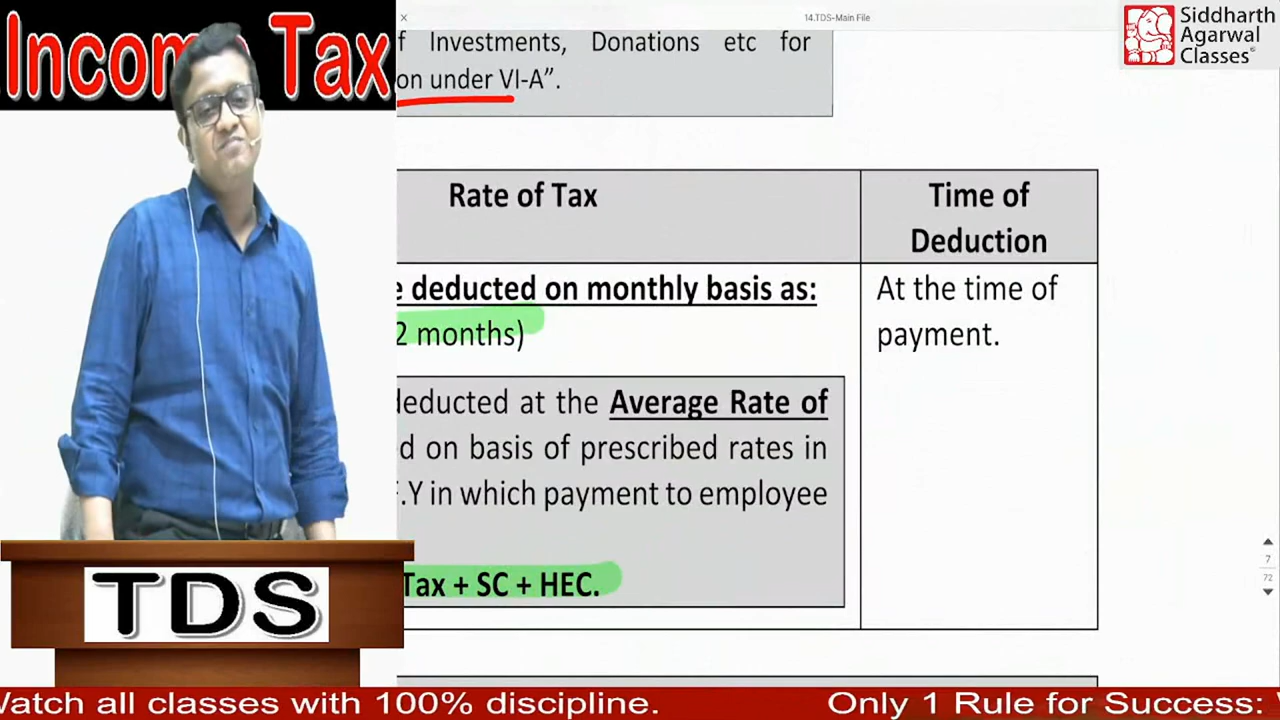 Income Tax
14.TDS-Main File
Siddharth
Agarwal
Classes
Investments, Donations etc for
under VI-A”.
Rate of Tax
Time of
Deduction
deducted on monthly basis as:
2 months)
At the time of
payment.
deducted at the Average Rate of
on basis of prescribed rates in
F.Y in which payment to employee
Tax + SC + HEC.
7
72
TDS
Watch all classes with 100% discipline.
Only 1 Rule for Success: